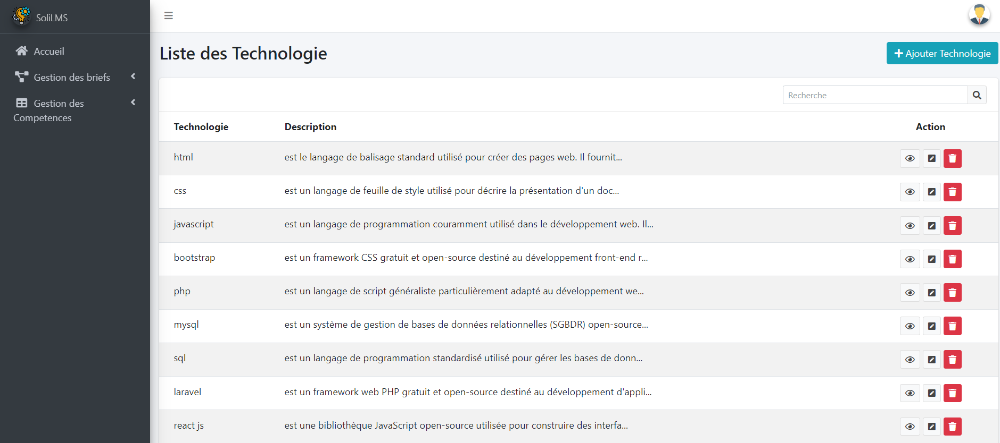 SoliLMS
Accueil
Gestion des briefs
Gestion des
Competences
Liste des Technologie
Ajouter Technologie
Recherche
Technologie Description Action
html est le langage de balisage standard utilisé pour créer des pages web. Il fournit...
css est un langage de feuille de style utilisé pour décrire la présentation d'un doc...
javascript est un langage de programmation couramment utilisé dans le développement web. Il...
bootstrap est un framework CSS gratuit et open-source destiné au développement front-end r...
php est un langage de script généraliste particulièrement adapté au développement we...
mysql est un système de gestion de bases de données relationnelles (SGBDR) open-source...
sql est un langage de programmation standardisé utilisé pour gérer les bases de donn...
laravel est un framework web PHP gratuit et open-source destiné au développement d'appli...
react js est une bibliothèque JavaScript open-source utilisée pour construire des interfa...